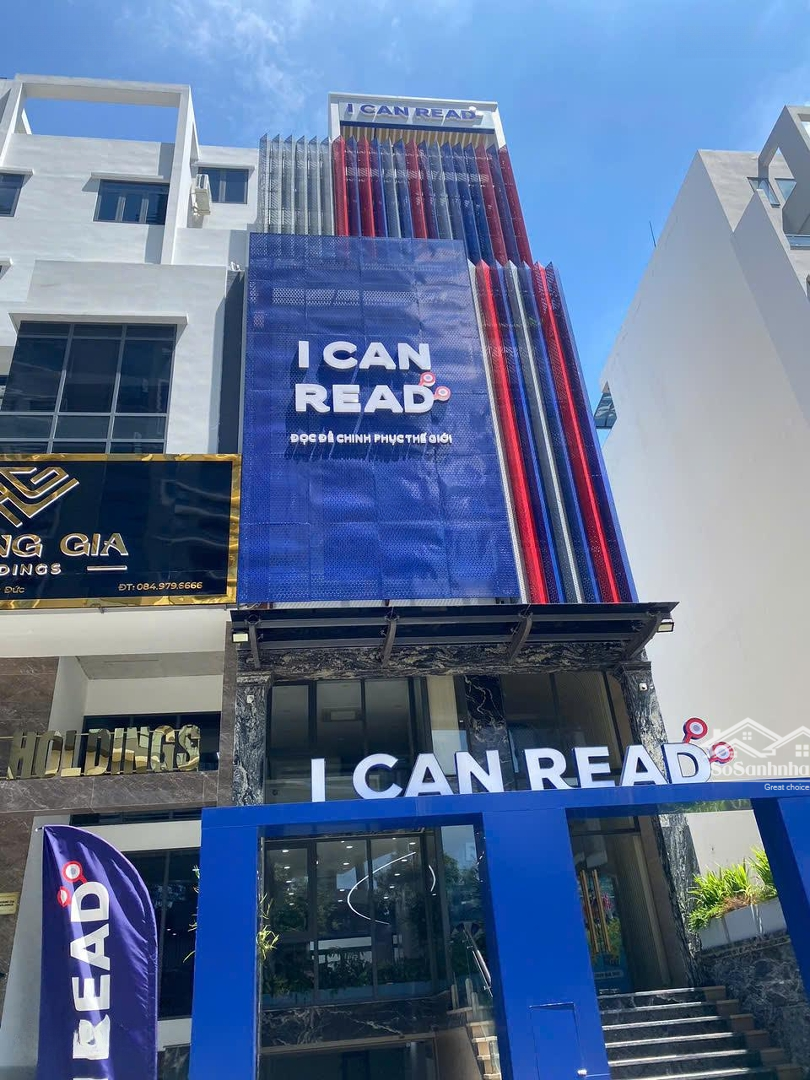 I CAN READ
I CAN
READ
ĐỌC ĐỂ CHINH PHỤC THẾ GIỚI
NG GIA
DINGS
ĐT: 084.979.6666
Đức
HOLDINGS
I CAN READ
SoSanhNha
Great choice
READ